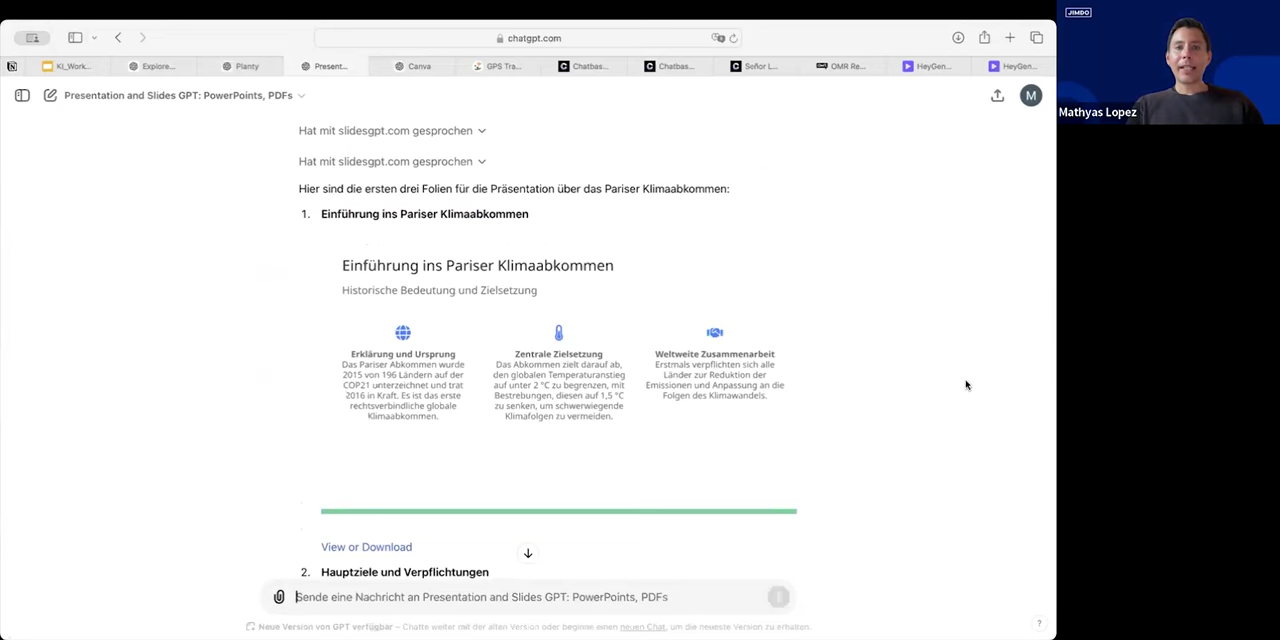 JIMDO
Mathyas Lopez
chatgpt.com
KI_Work...
Explore...
Planty
Present...
Canva
GPS Tra...
Chatbas...
Chatbas...
Señor L...
OMR Re...
HeyGen...
HeyGen...
Presentation and Slides GPT: PowerPoints, PDFs
M
Hat mit slidesgpt.com gesprochen
Hat mit slidesgpt.com gesprochen
Hier sind die ersten drei Folien für die Präsentation über das Pariser Klimaabkommen:
1. Einführung ins Pariser Klimaabkommen
Einführung ins Pariser Klimaabkommen
Historische Bedeutung und Zielsetzung
Erklärung und Ursprung
Das Pariser Abkommen wurde
2015 von 196 Ländern auf der
COP21 unterzeichnet und trat
2016 in Kraft. Es ist das erste
rechtsverbindliche globale
Klimaabkommen.
Zentrale Zielsetzung
Das Abkommen zielt darauf ab,
den globalen Temperaturanstieg
auf unter 2 °C zu begrenzen, mit
Bestrebungen, diesen auf 1,5 °C
zu senken, um schwerwiegende
Klimafolgen zu vermeiden.
Weltweite Zusammenarbeit
Erstmals verpflichten sich alle
Länder zur Reduktion der
Emissionen und Anpassung an die
Folgen des Klimawandels.
View or Download
2. Hauptziele und Verpflichtungen
Sende eine Nachricht an Presentation and Slides GPT: PowerPoints, PDFs
Neue Version von GPT verfügbar – Chatte weiter mit der alten Version oder beginne einen neuen Chat, um die neueste Version zu erhalten.
?